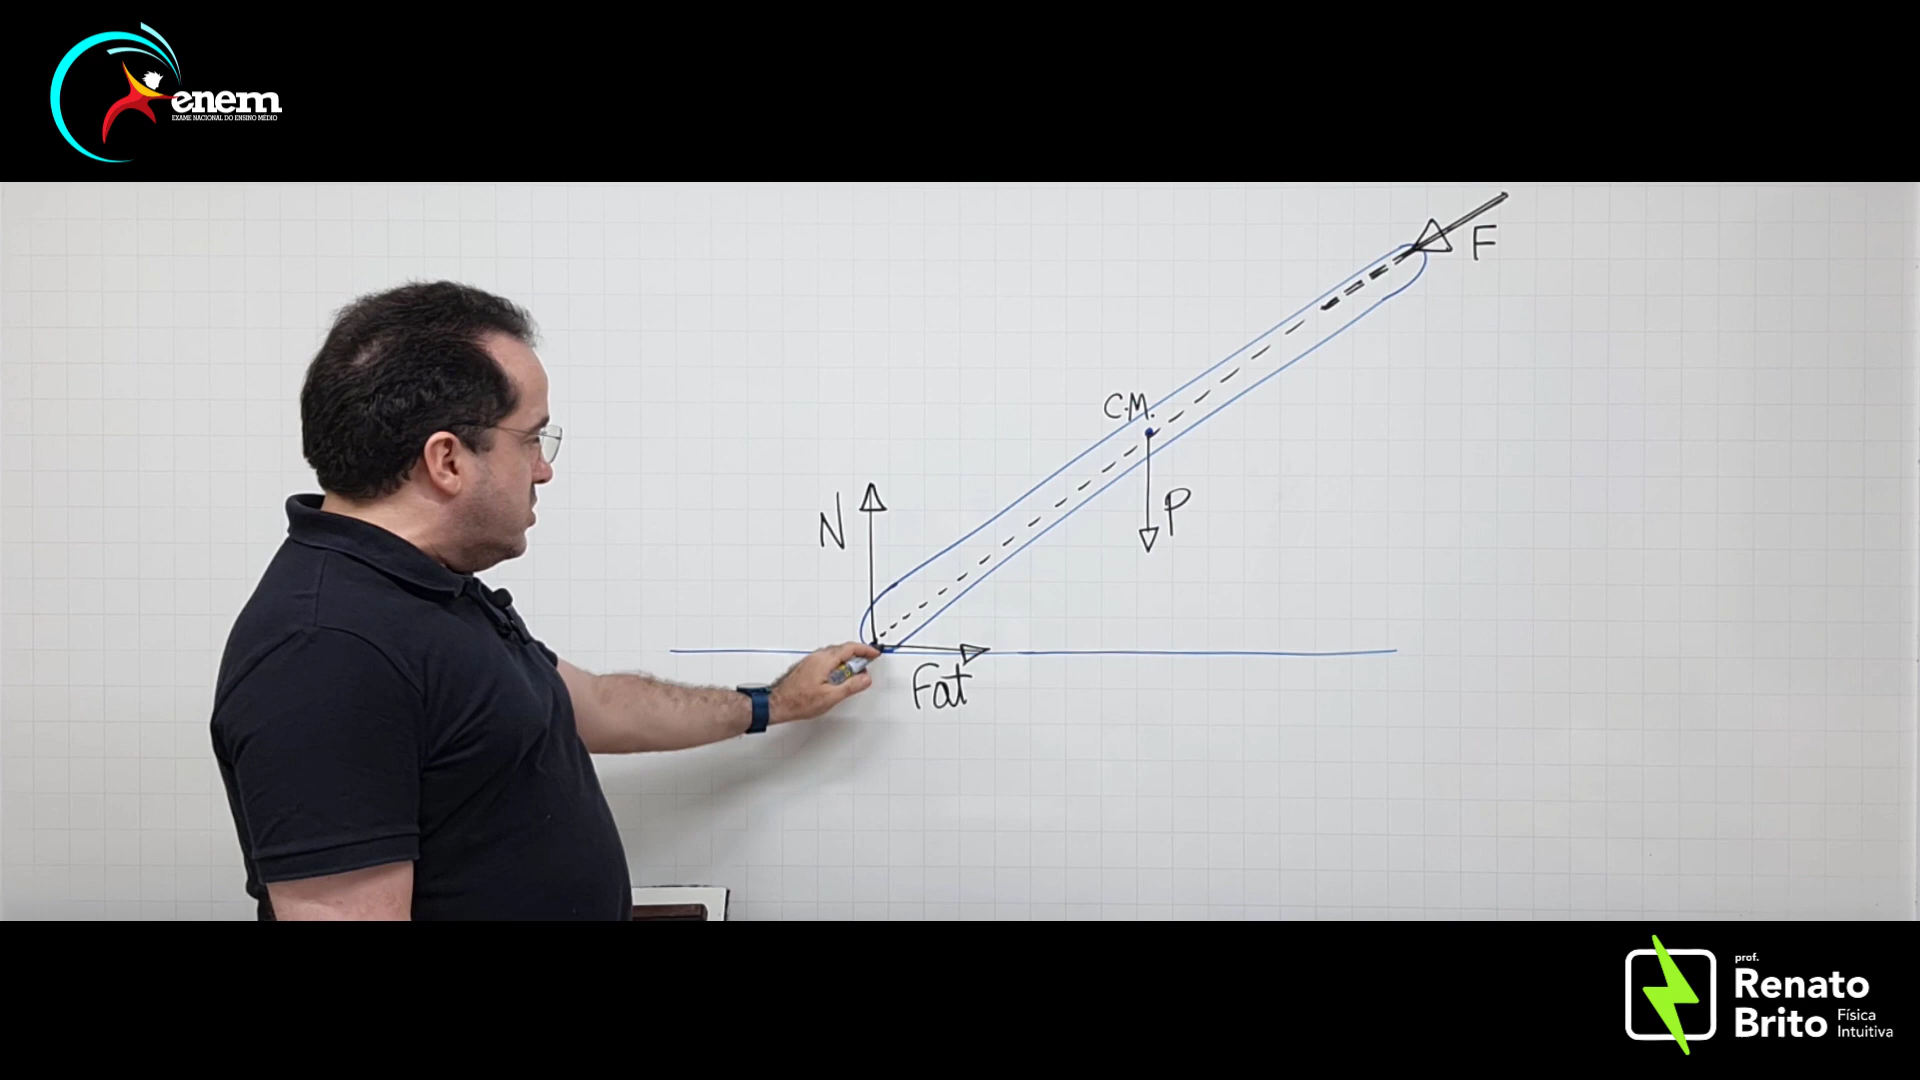 enem
EXAME NACIONAL DO ENSINO MÉDIO
F
C.M.
N
P
Fat
prof.
Renato
Brito
Física
Intuitiva